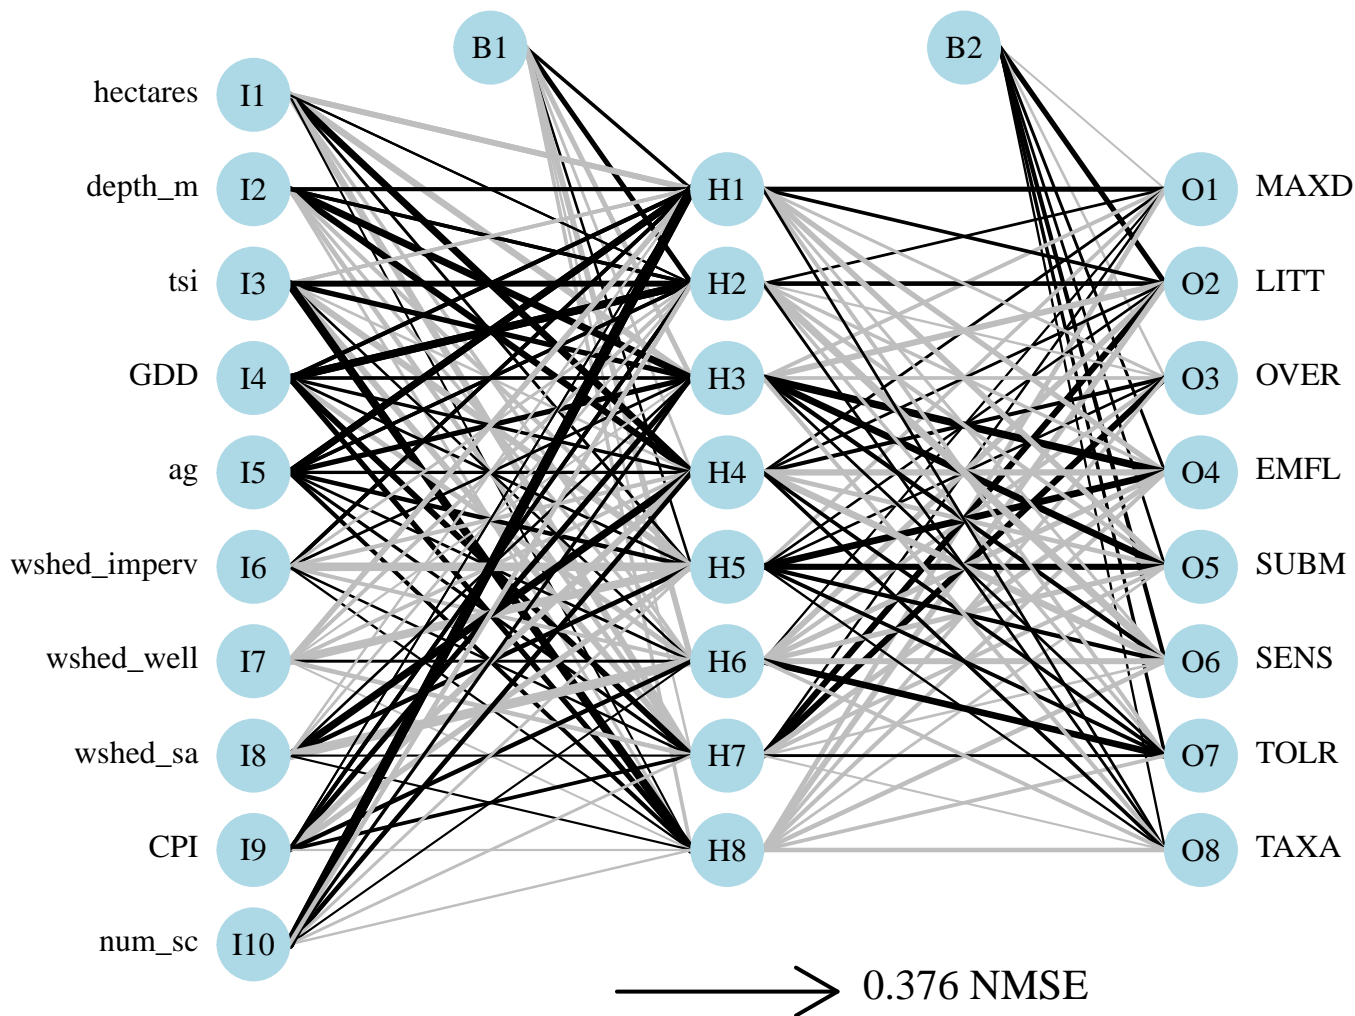 B1 B2
hectares I1
depth_m I2 H1 O1 MAXD
tsi I3 H2 O2 LITT
GDD I4 H3 O3 OVER
ag I5 H4 O4 EMFL
wshed_imperv I6 H5 O5 SUBM
wshed_well I7 H6 O6 SENS
wshed_sa I8 H7 O7 TOLR
CPI I9 H8 O8 TAXA
num_sc I10
0.376 NMSE